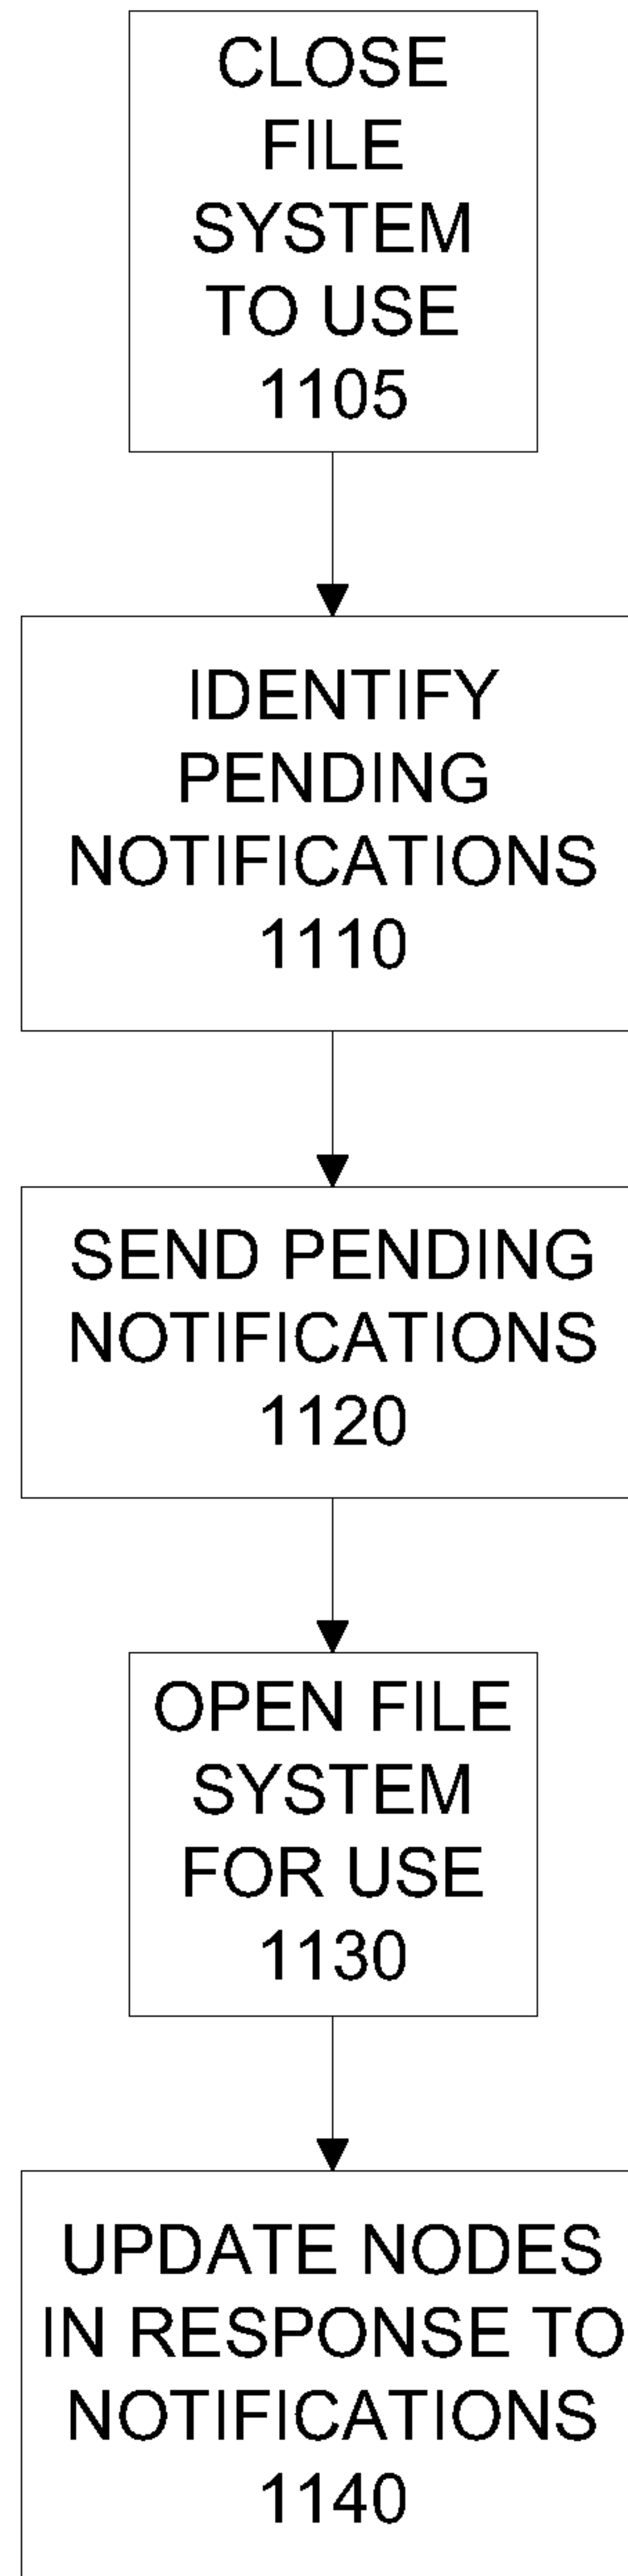 CLOSE
FILE
SYSTEM
TO USE
1105
IDENTIFY
PENDING
NOTIFICATIONS
1110
SEND PENDING
NOTIFICATIONS
1120
OPEN FILE
SYSTEM
FOR USE
1130
UPDATE NODES
IN RESPONSE TO
NOTIFICATIONS
1140